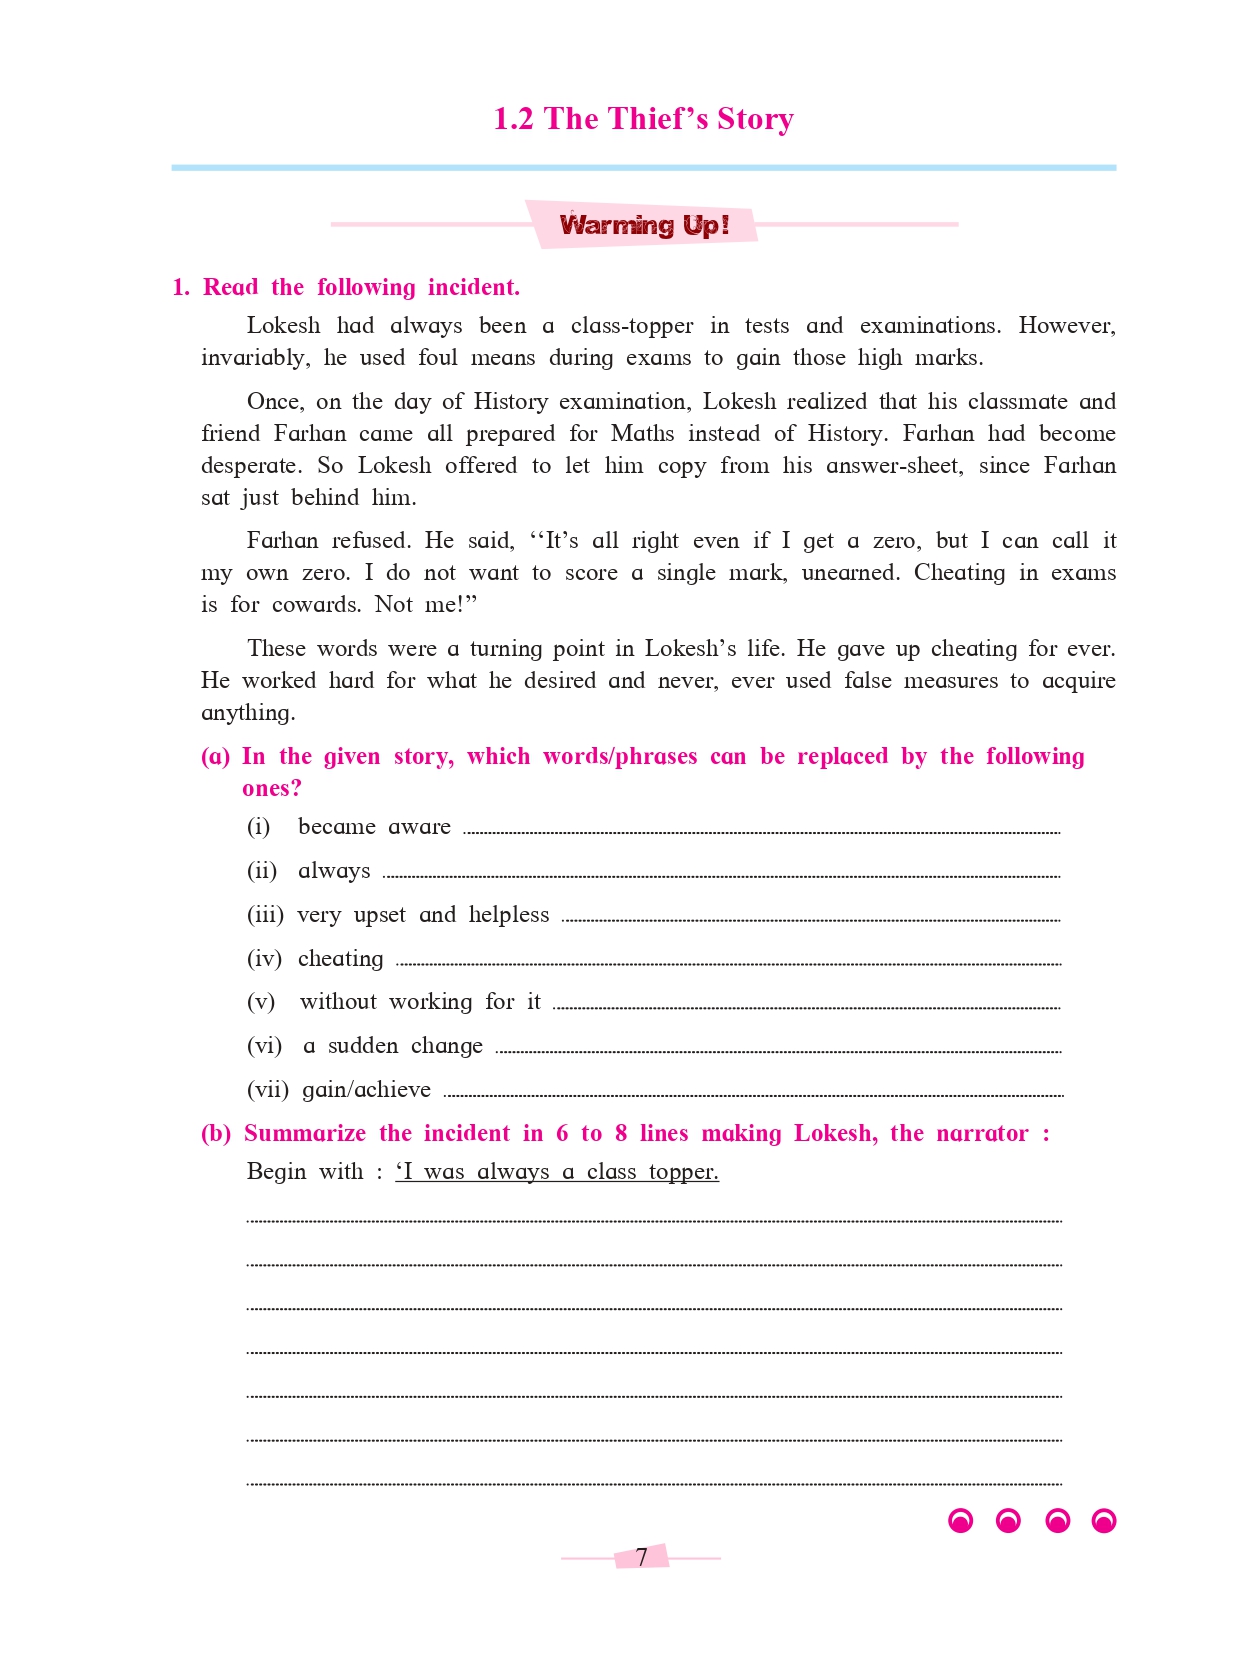 1.2 The Thief’s Story
Warming Up!
1. Read the following incident.
Lokesh had always been a class-topper in tests and examinations. However,
invariably, he used foul means during exams to gain those high marks.
Once, on the day of History examination, Lokesh realized that his classmate and
friend Farhan came all prepared for Maths instead of History. Farhan had become
desperate. So Lokesh offered to let him copy from his answer-sheet, since Farhan
sat just behind him.
Farhan refused. He said, ‘‘It’s all right even if I get a zero, but I can call it
my own zero. I do not want to score a single mark, unearned. Cheating in exams
is for cowards. Not me!’’
These words were a turning point in Lokesh’s life. He gave up cheating for ever.
He worked hard for what he desired and never, ever used false measures to acquire
anything.
(a) In the given story, which words/phrases can be replaced by the following
ones?
(i) became aware
(ii) always
(iii) very upset and helpless
(iv) cheating
(v) without working for it
(vi) a sudden change
(vii) gain/achieve
(b) Summarize the incident in 6 to 8 lines making Lokesh, the narrator :
Begin with : ‘I was always a class topper.
7